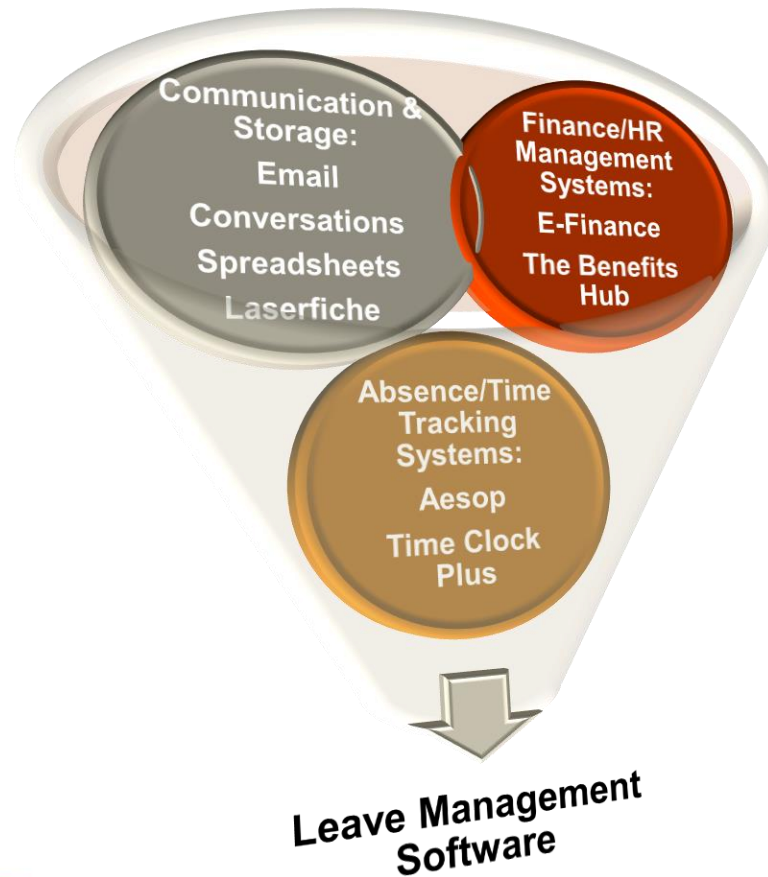 Communication &
Storage:
Email
Conversations
Spreadsheets
Laserfiche
Finance/HR
Management
Systems:
E-Finance
The Benefits
Hub
Absence/Time
Tracking
Systems:
Aesop
Time Clock
Plus
Leave Management
Software